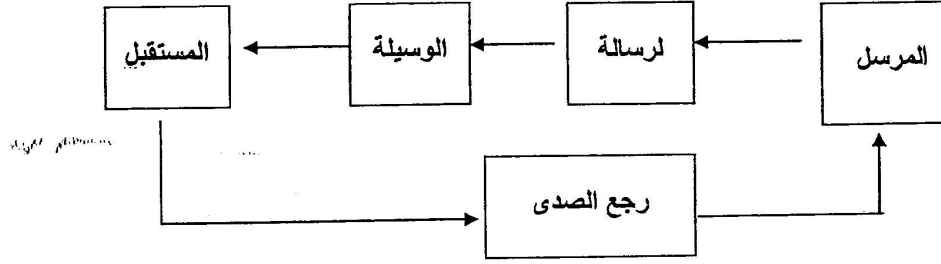 المرسل
لرسالة
الوسيلة
المستقبل
رجع الصدى